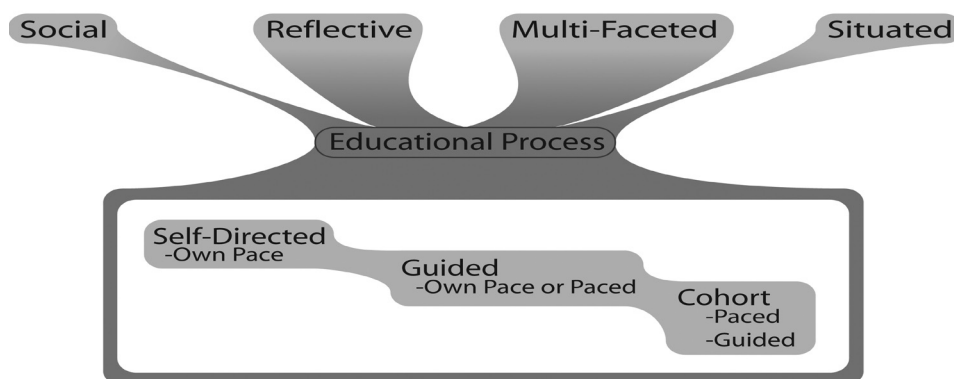 Social
Reflective
Multi-Faceted
Situated
Educational Process
Self-Directed
-Own Pace
Guided
-Own Pace or Paced
Cohort
-Paced
-Guided